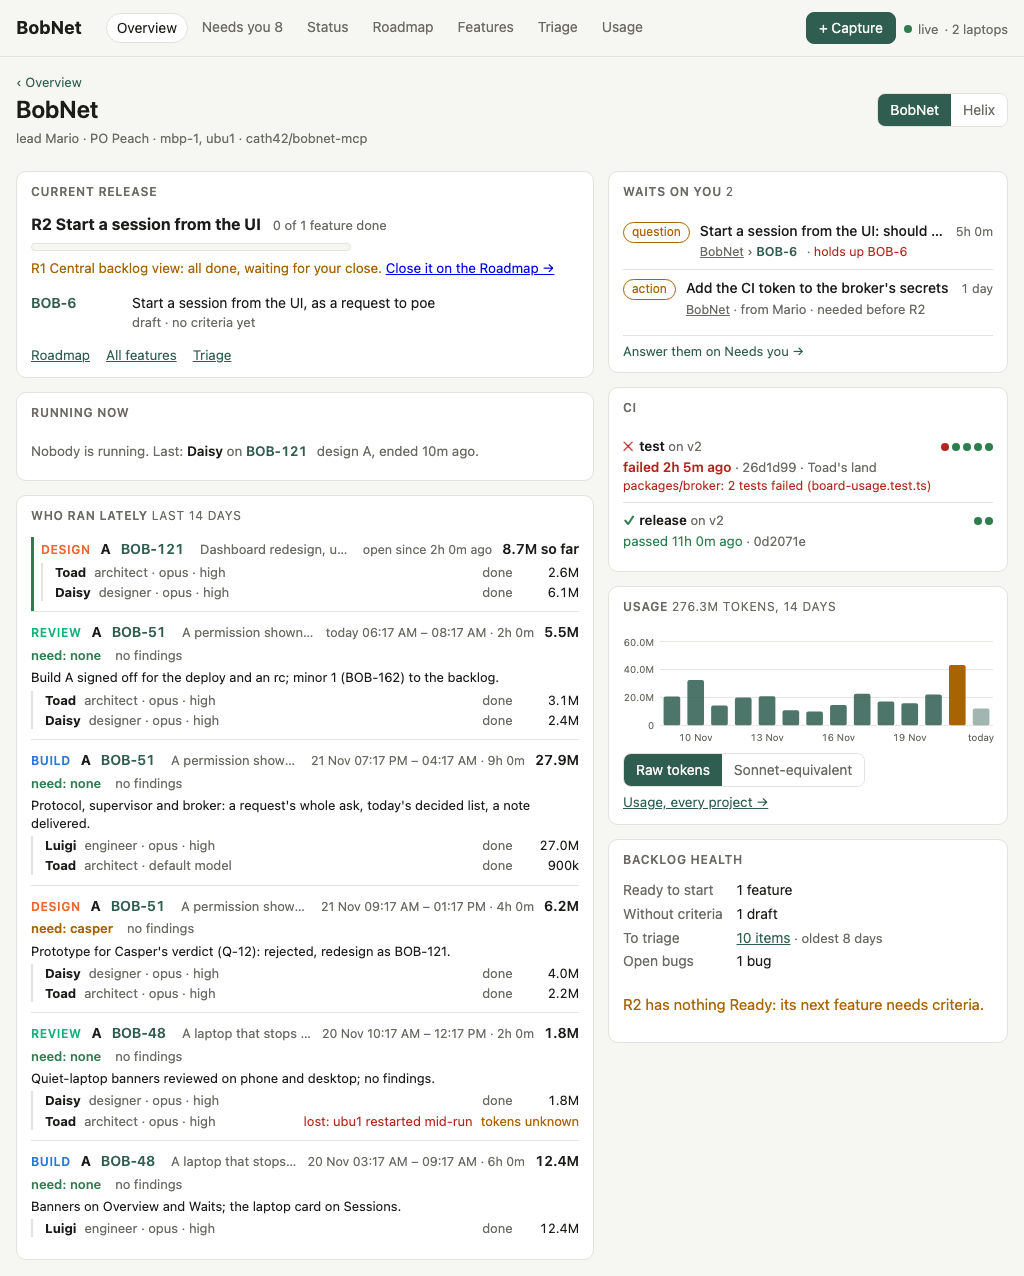 BobNet
Overview
Needs you 8
Status
Roadmap
Features
Triage
Usage
+ Capture
live · 2 laptops
‹ Overview
BobNet
BobNet
Helix
lead Mario · PO Peach · mbp-1, ubu1 · cath42/bobnet-mcp
CURRENT RELEASE
R2 Start a session from the UI 0 of 1 feature done
R1 Central backlog view: all done, waiting for your close. Close it on the Roadmap →
BOB-6 Start a session from the UI, as a request to poe
draft · no criteria yet
Roadmap All features Triage
RUNNING NOW
Nobody is running. Last: Daisy on BOB-121 design A, ended 10m ago.
WHO RAN LATELY LAST 14 DAYS
DESIGN A BOB-121 Dashboard redesign, u... open since 2h 0m ago 8.7M so far
Toad architect · opus · high done 2.6M
Daisy designer · opus · high done 6.1M
REVIEW A BOB-51 A permission shown... today 06:17 AM – 08:17 AM · 2h 0m 5.5M
need: none no findings
Build A signed off for the deploy and an rc; minor 1 (BOB-162) to the backlog.
Toad architect · opus · high done 3.1M
Daisy designer · opus · high done 2.4M
BUILD A BOB-51 A permission show... 21 Nov 07:17 PM – 04:17 AM · 9h 0m 27.9M
need: none no findings
Protocol, supervisor and broker: a request's whole ask, today's decided list, a note
delivered.
Luigi engineer · opus · high done 27.0M
Toad architect · default model done 900k
DESIGN A BOB-51 A permission show... 21 Nov 09:17 AM – 01:17 PM · 4h 0m 6.2M
need: casper no findings
Prototype for Casper's verdict (Q-12): rejected, redesign as BOB-121.
Daisy designer · opus · high done 4.0M
Toad architect · opus · high done 2.2M
REVIEW A BOB-48 A laptop that stops ... 20 Nov 10:17 AM – 12:17 PM · 2h 0m 1.8M
need: none no findings
Quiet-laptop banners reviewed on phone and desktop; no findings.
Daisy designer · opus · high done 1.8M
Toad architect · opus · high lost: ubu1 restarted mid-run tokens unknown
BUILD A BOB-48 A laptop that stops... 20 Nov 03:17 AM – 09:17 AM · 6h 0m 12.4M
need: none no findings
Banners on Overview and Waits; the laptop card on Sessions.
Luigi engineer · opus · high done 12.4M
WAITS ON YOU 2
question Start a session from the UI: should ... 5h 0m
BobNet › BOB-6 · holds up BOB-6
action Add the CI token to the broker's secrets 1 day
BobNet · from Mario · needed before R2
Answer them on Needs you →
CI
test on v2
failed 2h 5m ago · 26d1d99 · Toad's land
packages/broker: 2 tests failed (board-usage.test.ts)
release on v2
passed 11h 0m ago · 0d2071e
USAGE 276.3M TOKENS, 14 DAYS
60.0M
40.0M
20.0M
0
10 Nov 13 Nov 16 Nov 19 Nov today
Raw tokens Sonnet-equivalent
Usage, every project →
BACKLOG HEALTH
Ready to start 1 feature
Without criteria 1 draft
To triage 10 items · oldest 8 days
Open bugs 1 bug
R2 has nothing Ready: its next feature needs criteria.